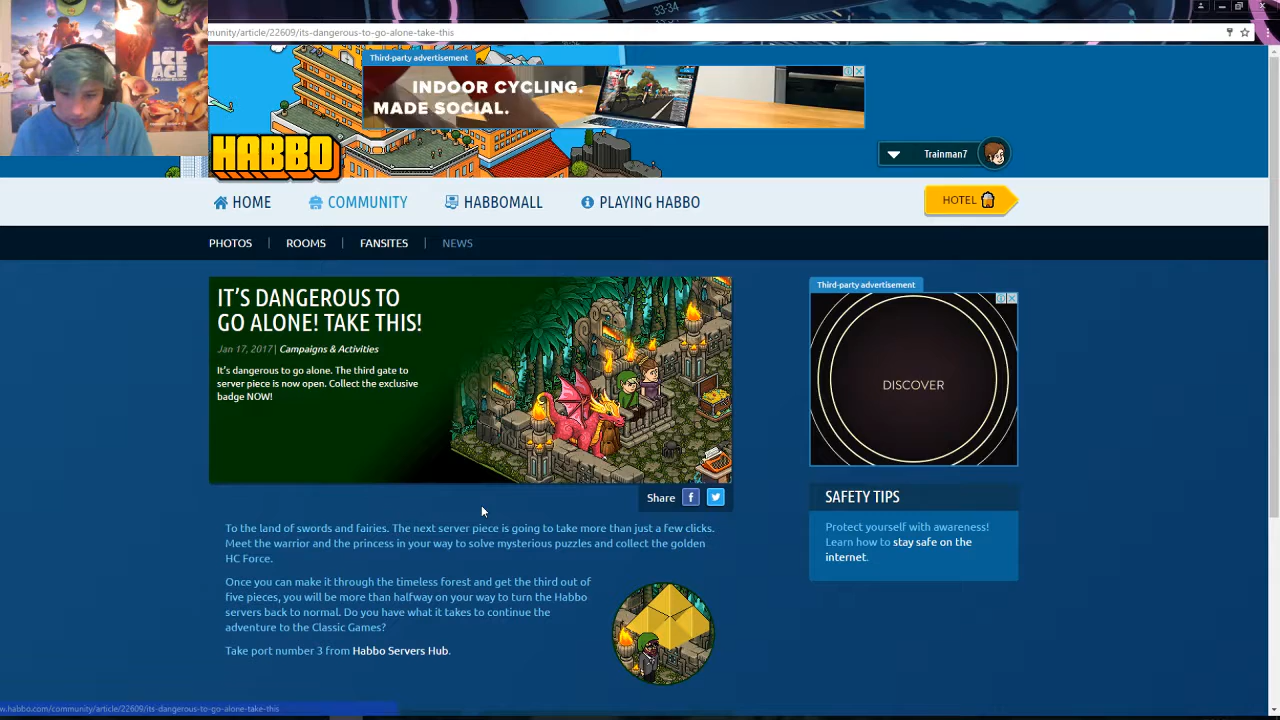 33-34
munity/article/22609/its-dangerous-to-go-alone-take-this
ICE AGE
Third-party advertisement
INDOOR CYCLING.
MADE SOCIAL.
HABBO
Trainman7
HOME
COMMUNITY
HABBOMALL
PLAYING HABBO
HOTEL
PHOTOS | ROOMS | FANSITES | NEWS
IT'S DANGEROUS TO
GO ALONE! TAKE THIS!
Jan 17, 2017 | Campaigns & Activities
It's dangerous to go alone. The third gate to
server piece is now open. Collect the exclusive
badge NOW!
Share
Third-party advertisement
DISCOVER
SAFETY TIPS
Protect yourself with awareness!
Learn how to stay safe on the
internet.
To the land of swords and fairies. The next server piece is going to take more than just a few clicks.
Meet the warrior and the princess in your way to solve mysterious puzzles and collect the golden
HC Force.
Once you can make it through the timeless forest and get the third out of
five pieces, you will be more than halfway on your way to turn the Habbo
servers back to normal. Do you have what it takes to continue the
adventure to the Classic Games?
Take port number 3 from Habbo Servers Hub.
w.habbo.com/community/article/22609/its-dangerous-to-go-alone-take-this